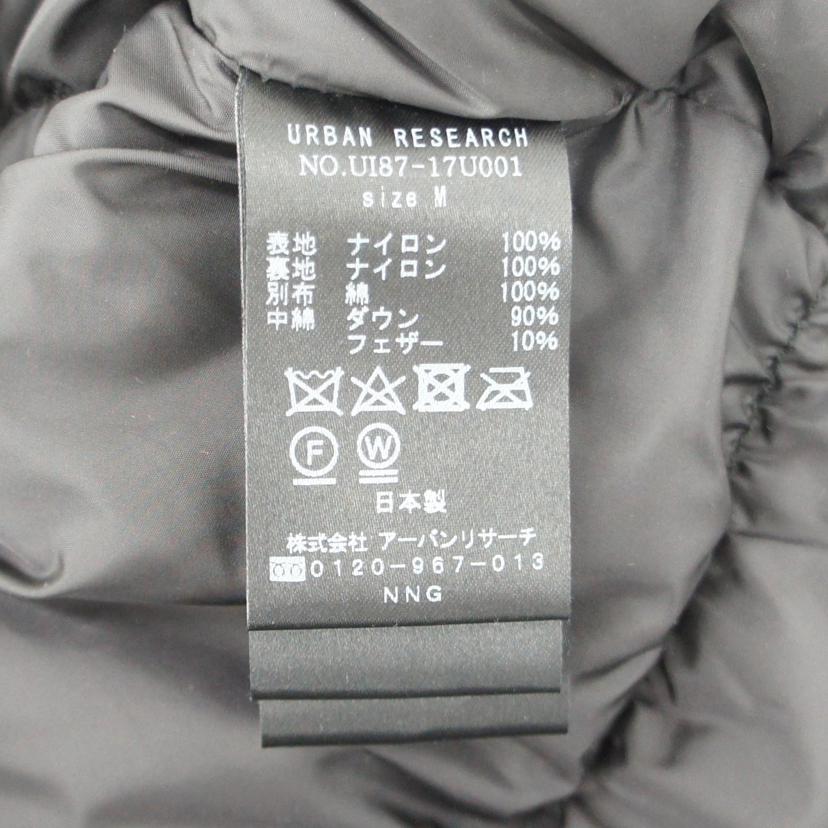 URBAN RESEARCH
NO.UI87-17U001
size M
表地 ナイロン 100%
裏地 ナイロン 100%
別布 綿 100%
中綿 ダウン 90%
フェザー 10%
F W
日本製
株式会社 アーバンリサーチ
0120-967-013
NNG